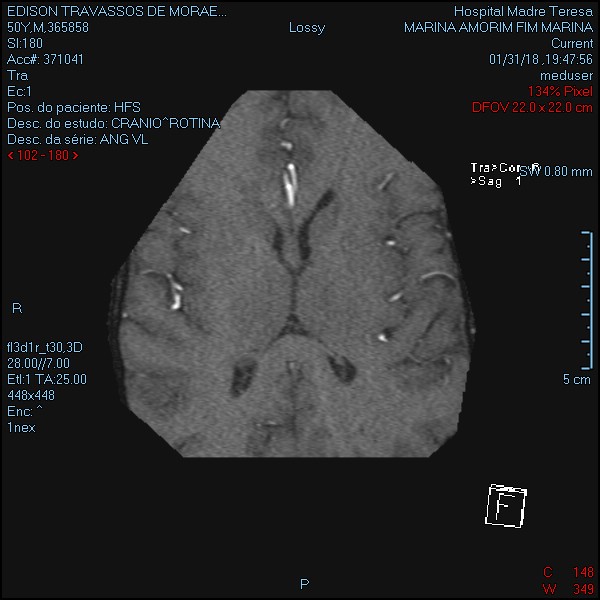 EDISON TRAVASSOS DE MORAE...
50Y,M,365858
Sl:180
Acc#: 371041
Tra
Ec:1
Pos. do paciente: HFS
Desc. do estudo: CRANIO^ROTINA
Desc. da série: ANG VL
< 102 - 180 >
Lossy
Hospital Madre Teresa
MARINA AMORIM FIM MARINA
Current
01/31/18 ,19:47:56
meduser
134% Pixel
DFOV 22.0 x 22.0 cm
Tra>Cor
>Sag 1
SW 0.80 mm
R
fl3d1r_t30,3D
28.00//7.00
Etl:1 TA:25.00
448x448
Enc: ^
1nex
5 cm
F
P
C 148
W 349